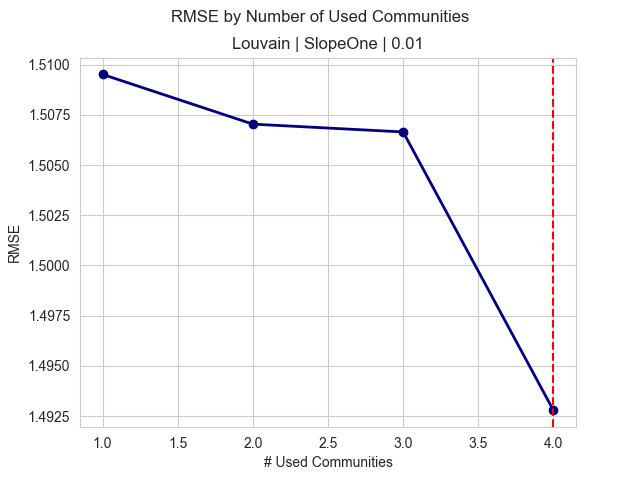 RMSE by Number of Used Communities
Louvain | SlopeOne | 0.01
1.5100
1.5075
1.5050
1.5025
1.5000
1.4975
1.4950
1.4925
RMSE
1.0 1.5 2.0 2.5 3.0 3.5 4.0
# Used Communities